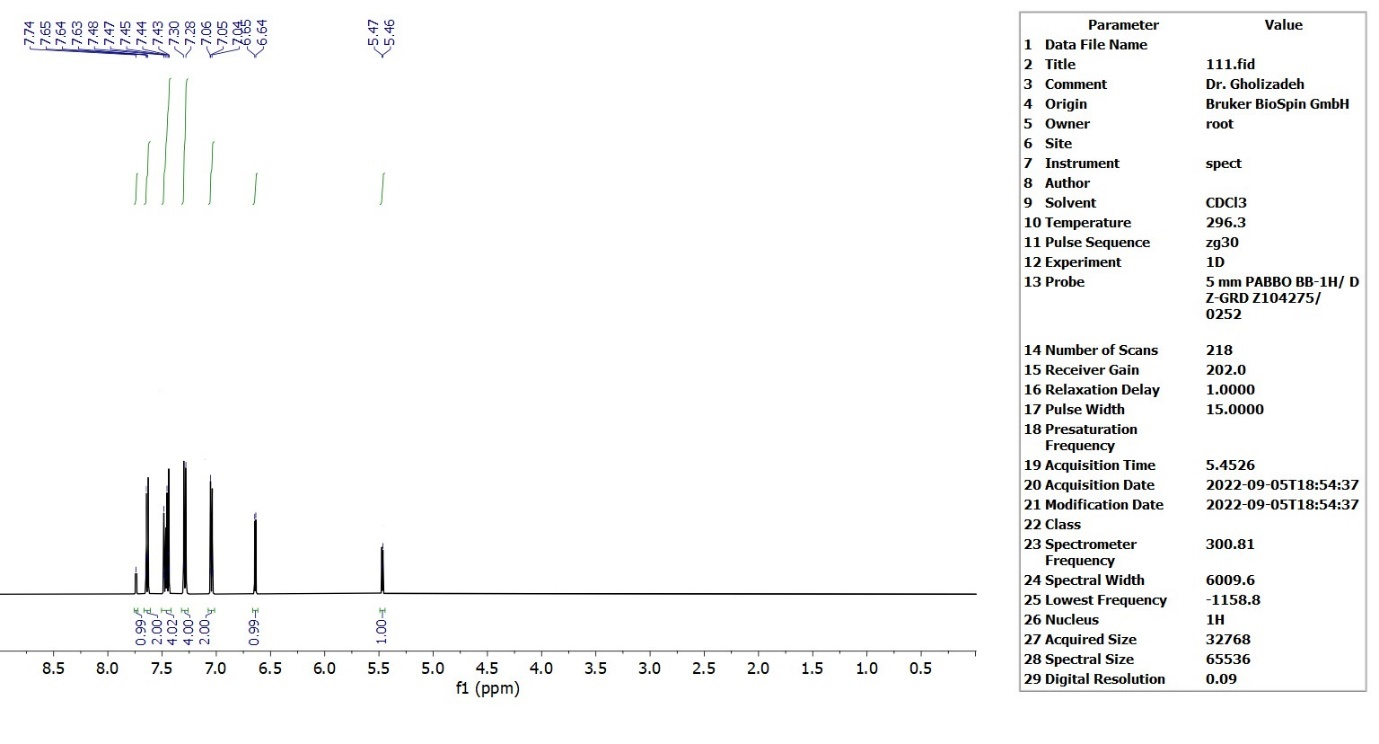 7.74
7.65
7.64
7.63
7.48
7.47
7.45
7.44
7.43
7.30
7.28
7.06
7.05
7.04
6.65
6.64
5.47
5.46
0.99
2.00
4.02
4.00
2.00
0.99
1.00
8.5 8.0 7.5 7.0 6.5 6.0 5.5 5.0 4.5 4.0 3.5 3.0 2.5 2.0 1.5 1.0 0.5
f1 (ppm)
Parameter Value
1 Data File Name
2 Title 111.fid
3 Comment Dr. Gholizadeh
4 Origin Bruker BioSpin GmbH
5 Owner root
6 Site
7 Instrument spect
8 Author
9 Solvent CDCl3
10 Temperature 296.3
11 Pulse Sequence zg30
12 Experiment 1D
13 Probe 5 mm PABBO BB-1H/ D
Z-GRD Z104275/
0252
14 Number of Scans 218
15 Receiver Gain 202.0
16 Relaxation Delay 1.0000
17 Pulse Width 15.0000
18 Presaturation
Frequency
19 Acquisition Time 5.4526
20 Acquisition Date 2022-09-05T18:54:37
21 Modification Date 2022-09-05T18:54:37
22 Class
23 Spectrometer 300.81
Frequency
24 Spectral Width 6009.6
25 Lowest Frequency -1158.8
26 Nucleus 1H
27 Acquired Size 32768
28 Spectral Size 65536
29 Digital Resolution 0.09